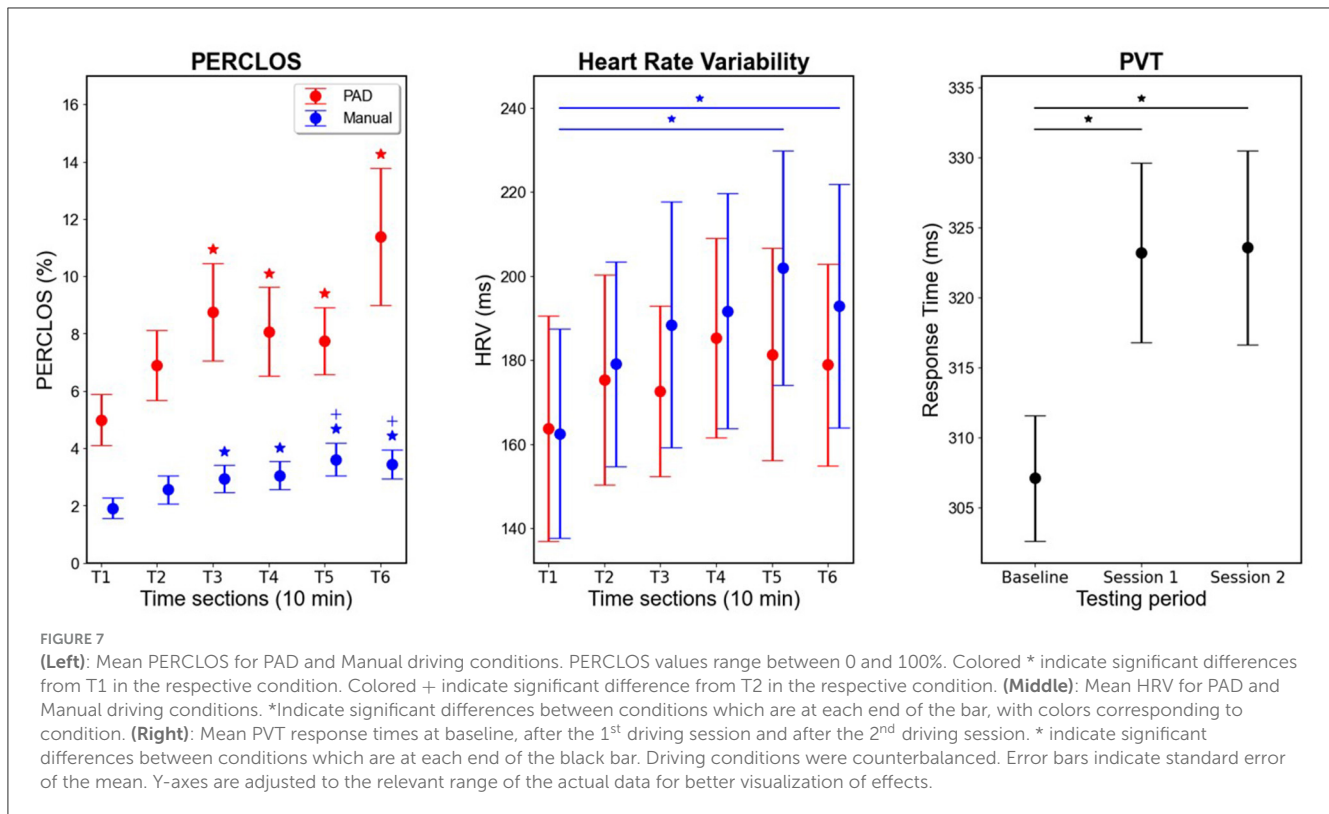 PERCLOS
16
14
12
10
8
6
4
2
0
PERCLOS (%)
PAD
Manual
+
+
T1 T2 T3 T4 T5 T6
Time sections (10 min)
Heart Rate Variability
240
220
200
180
160
140
HRV (ms)
T1 T2 T3 T4 T5 T6
Time sections (10 min)
PVT
335
330
325
320
315
310
305
Response Time (ms)
Baseline Session 1 Session 2
Testing period
FIGURE 7
(Left): Mean PERCLOS for PAD and Manual driving conditions. PERCLOS values range between 0 and 100%. Colored * indicate significant differences
from T1 in the respective condition. Colored + indicate significant difference from T2 in the respective condition. (Middle): Mean HRV for PAD and
Manual driving conditions. *Indicate significant differences between conditions which are at each end of the bar, with colors corresponding to
condition. (Right): Mean PVT response times at baseline, after the 1st driving session and after the 2nd driving session. * indicate significant
differences between conditions which are at each end of the black bar. Driving conditions were counterbalanced. Error bars indicate standard error
of the mean. Y-axes are adjusted to the relevant range of the actual data for better visualization of effects.